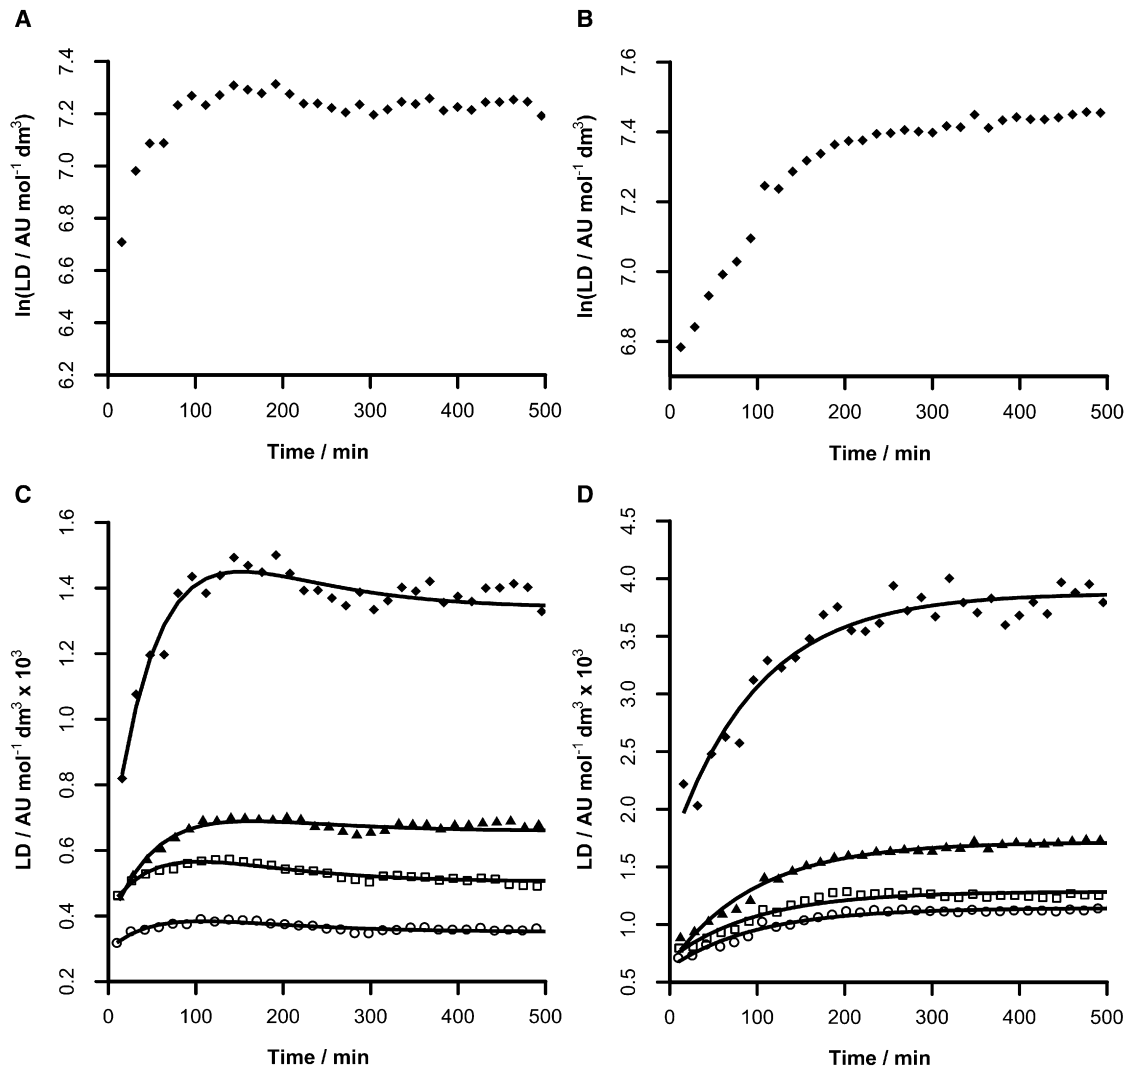 A
7.4
7.2
7.0
6.8
6.6
6.4
6.2
ln(LD / AU mol⁻¹ dm³)
0 100 200 300 400 500
Time / min
B
7.6
7.4
7.2
7.0
6.8
ln(LD / AU mol⁻¹ dm³)
0 100 200 300 400 500
Time / min
C
1.6
1.4
1.2
1.0
0.8
0.6
0.4
0.2
LD / AU mol⁻¹ dm³ x 10³
0 100 200 300 400 500
Time / min
D
4.5
4.0
3.5
3.0
2.5
2.0
1.5
1.0
0.5
LD / AU mol⁻¹ dm³ x 10³
0 100 200 300 400 500
Time / min